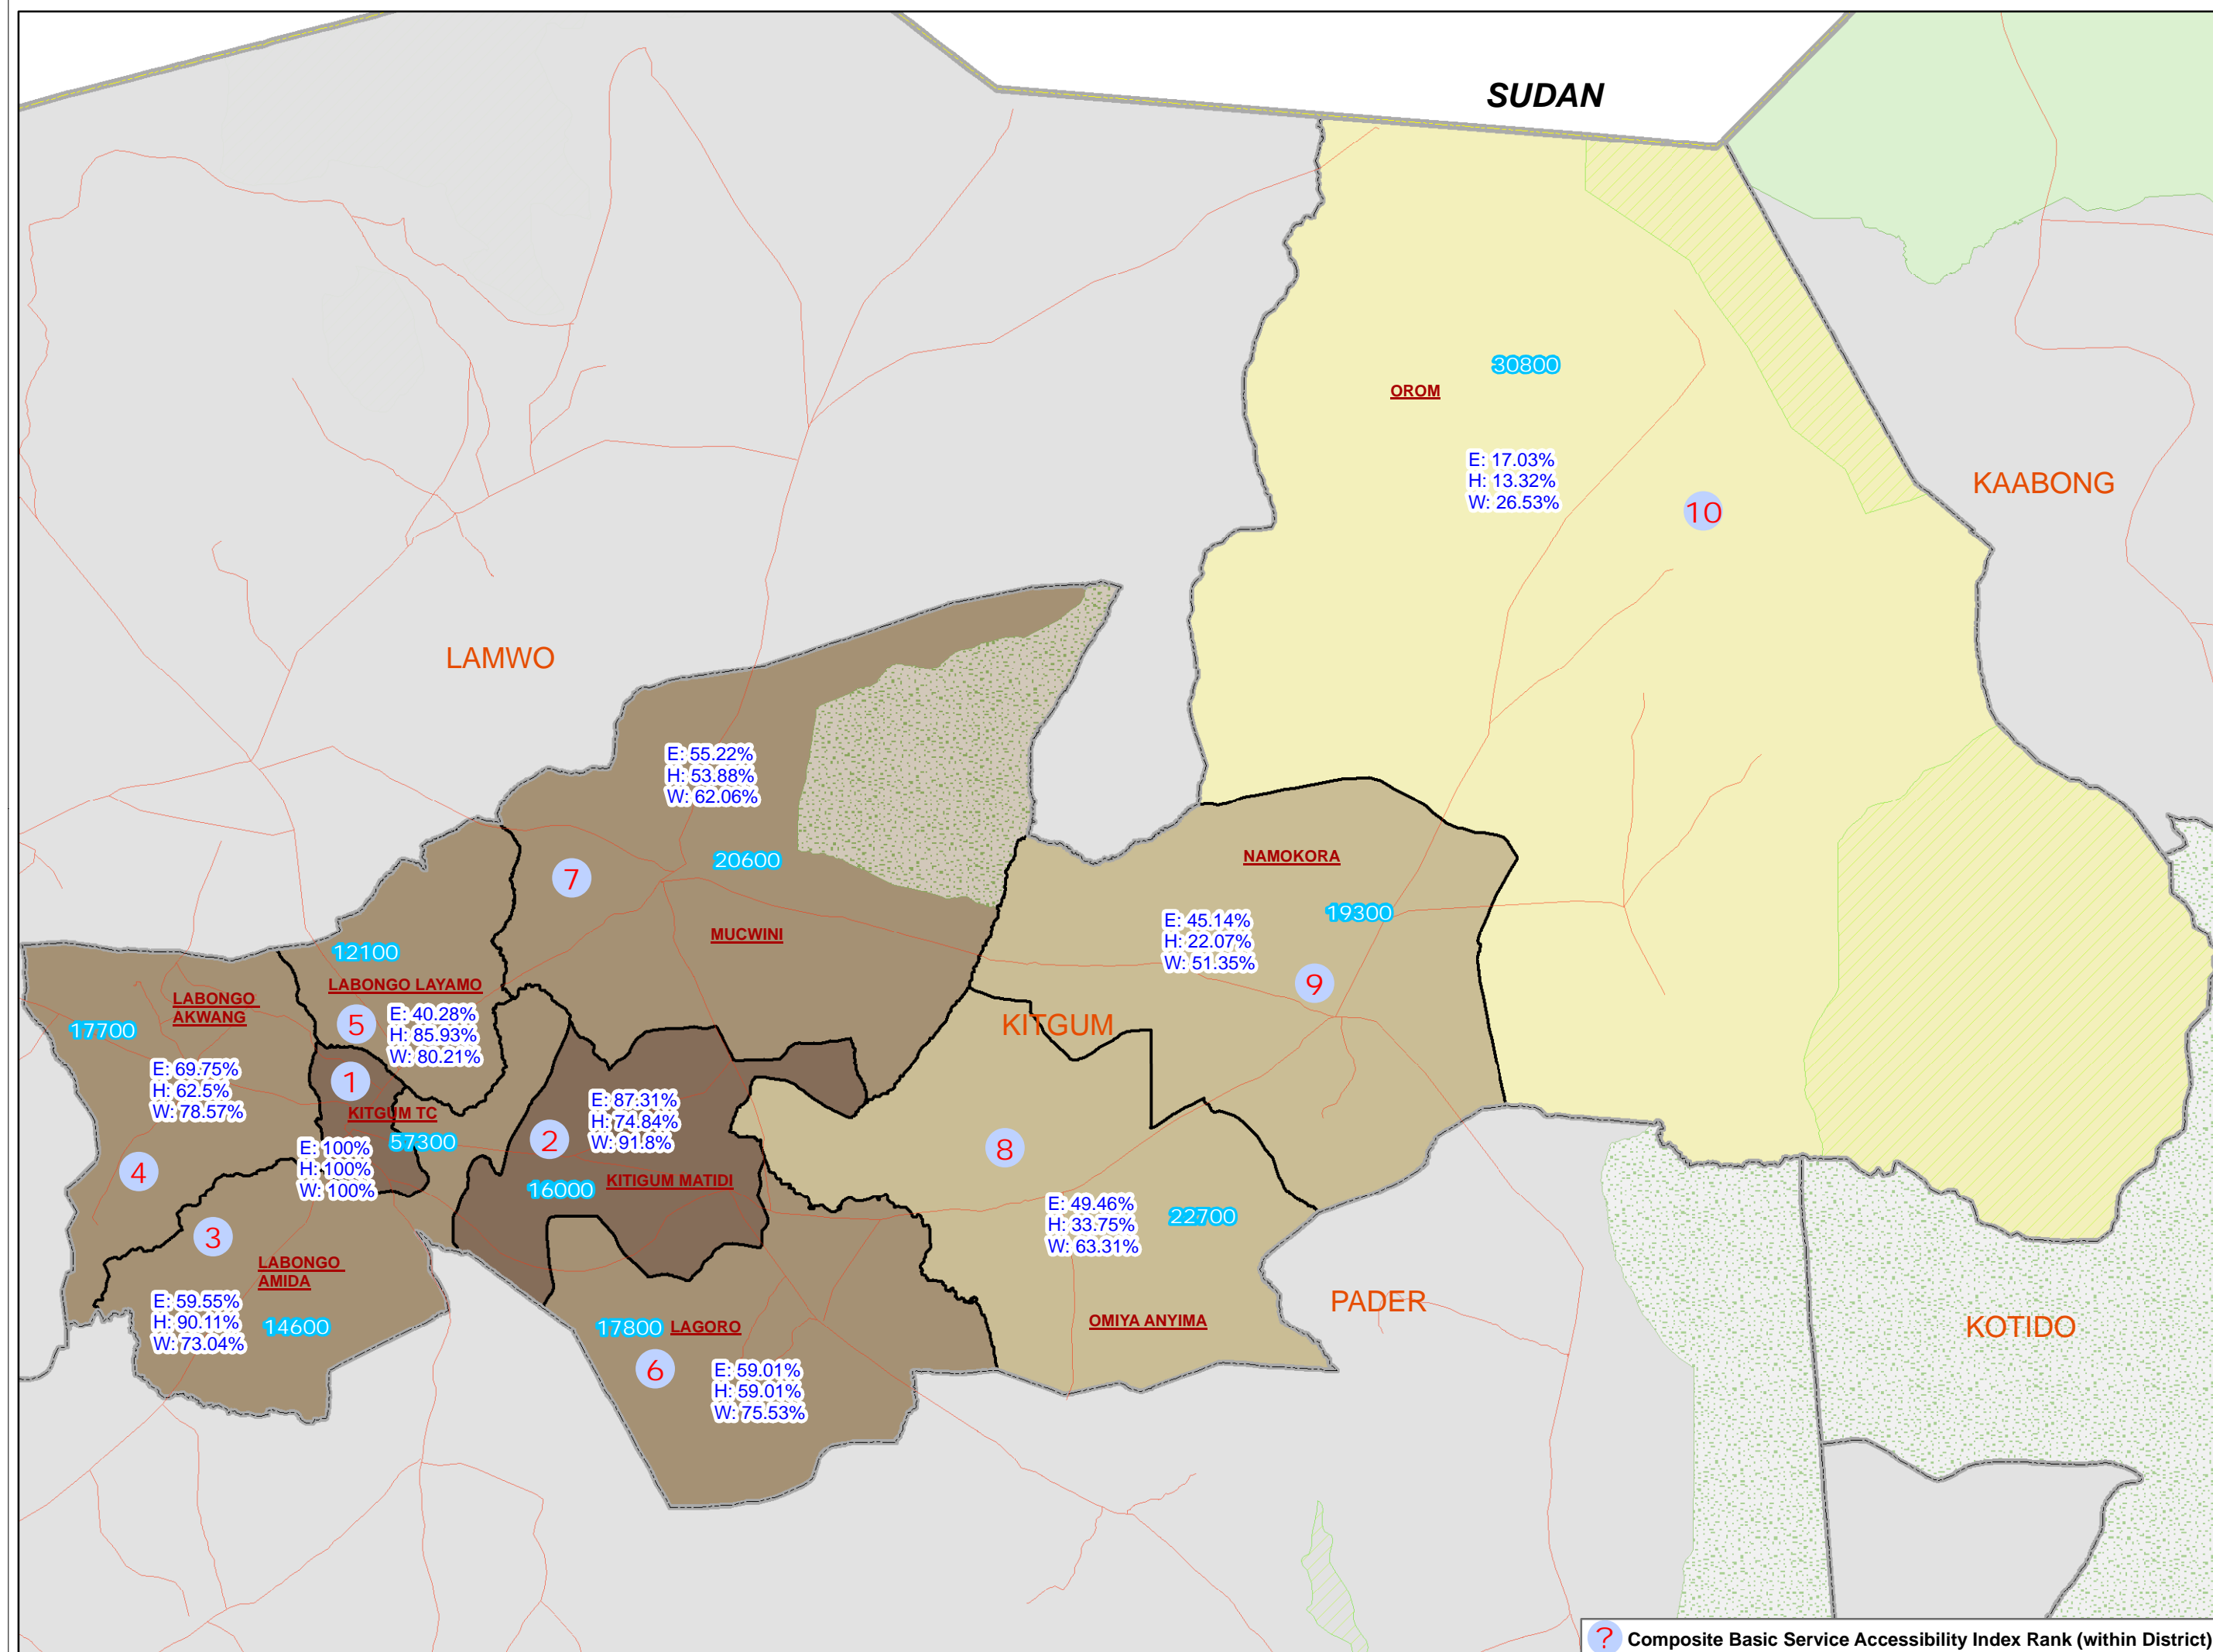 SUDAN
30800
OROM
E: 17.03%
H: 13.32%
W: 26.53%
10
KAABONG
LAMWO
E: 55.22%
H: 53.88%
W: 62.06%
7
20600
MUCWINI
NAMOKORA
19300
E: 45.14%
H: 22.07%
W: 51.35%
9
KITGUM
12100
LABONGO LAYAMO
5
E: 40.28%
H: 85.93%
W: 80.21%
LABONGO
AKWANG
17700
E: 69.75%
H: 62.5%
W: 78.57%
4
1
KITGUM TC
57300
E: 100%
H: 100%
W: 100%
2
E: 87.31%
H: 74.84%
W: 91.8%
16000
KITIGUM MATIDI
8
E: 49.46%
H: 33.75%
W: 63.31%
22700
OMIYA ANYIMA
3
LABONGO
AMIDA
E: 59.55%
H: 90.11%
W: 73.04%
14600
17800
LAGORO
6
E: 59.01%
H: 59.01%
W: 75.53%
PADER
KOTIDO
? Composite Basic Service Accessibility Index Rank (within District)